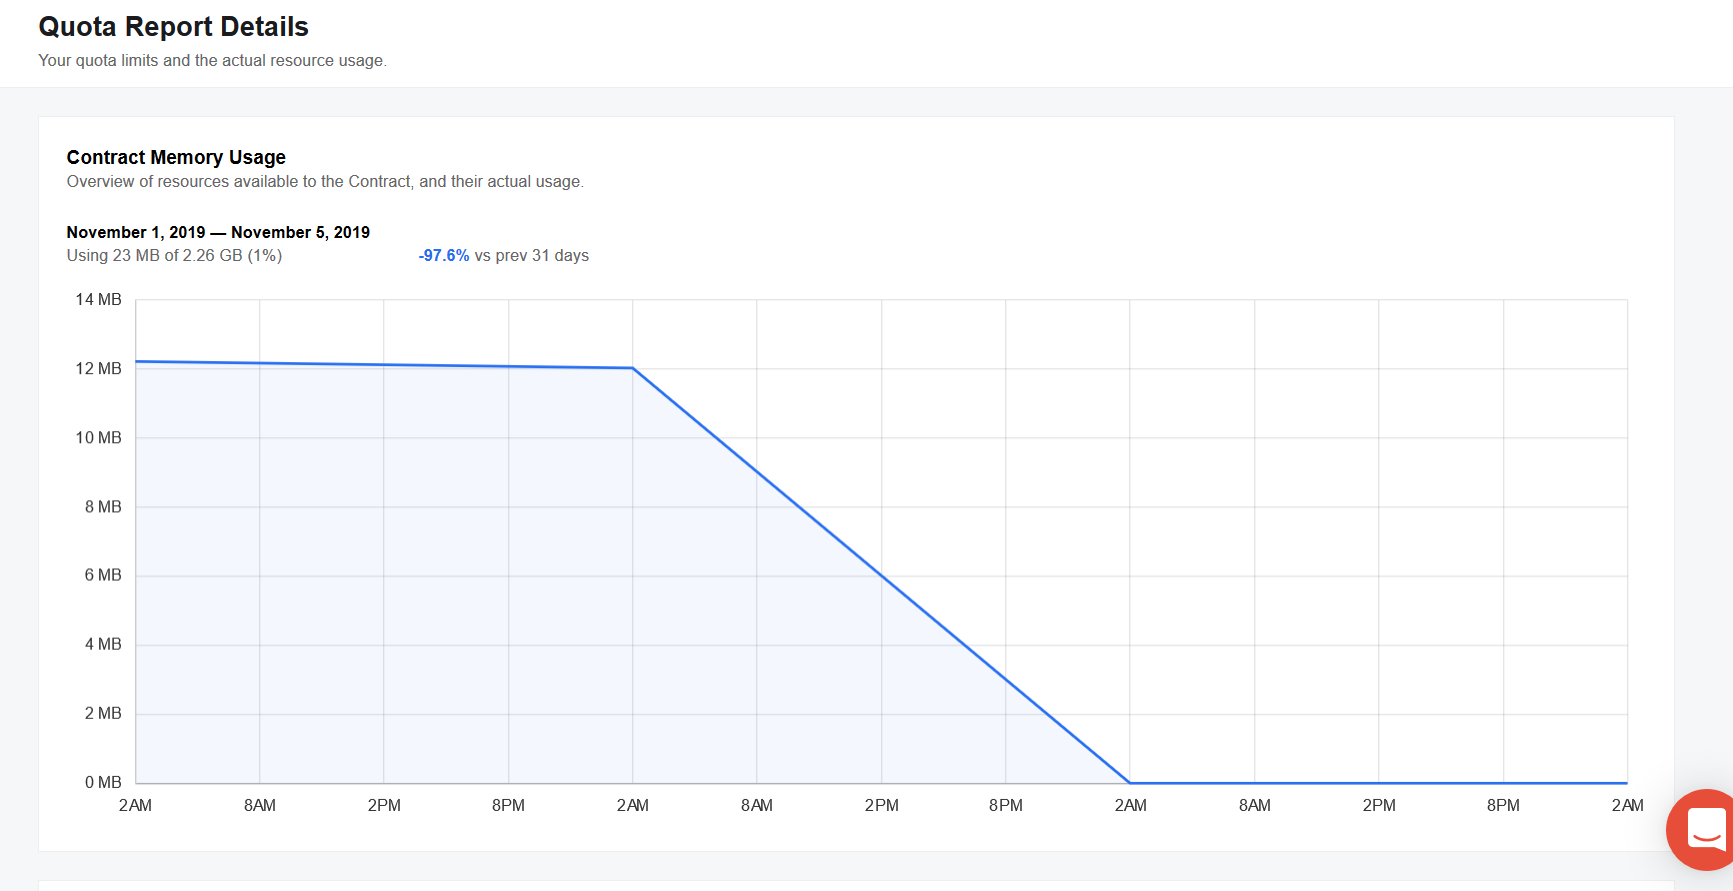 Quota Report Details
Your quota limits and the actual resource usage.
Contract Memory Usage
Overview of resources available to the Contract, and their actual usage.
November 1, 2019 — November 5, 2019
Using 23 MB of 2.26 GB (1%) -97.6% vs prev 31 days
14 MB
12 MB
10 MB
8 MB
6 MB
4 MB
2 MB
0 MB
2AM 8AM 2PM 8PM 2AM 8AM 2PM 8PM 2AM 8AM 2PM 8PM 2AM